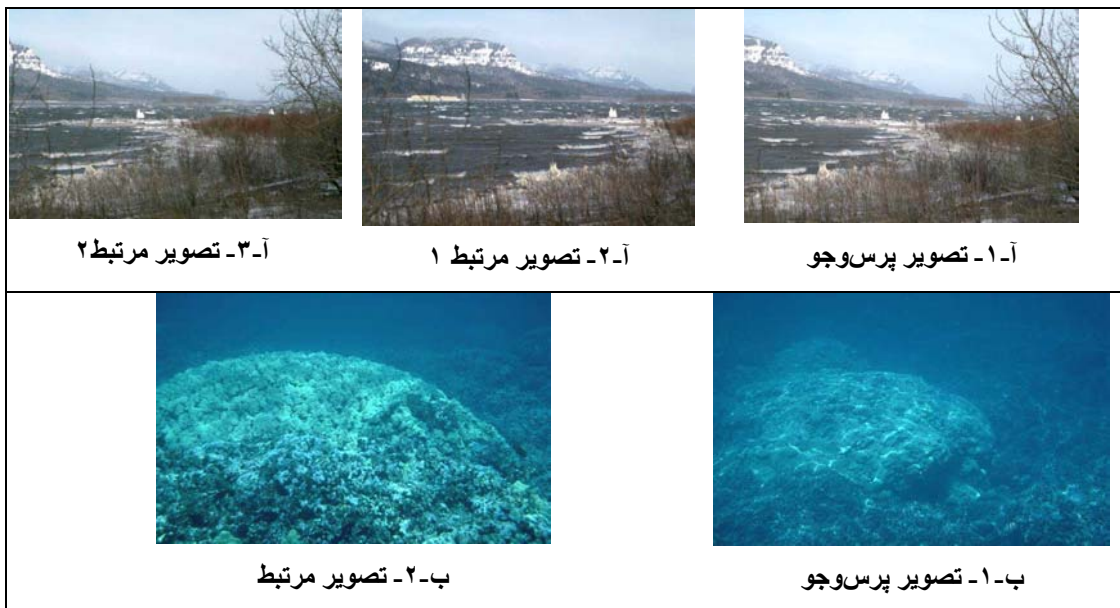 آ-۱- تصویر پرس‌وجو
آ-۲- تصویر مرتبط ۱
آ-۳- تصویر مرتبط۲
ب-۱- تصویر پرس‌وجو
ب-۲- تصویر مرتبط